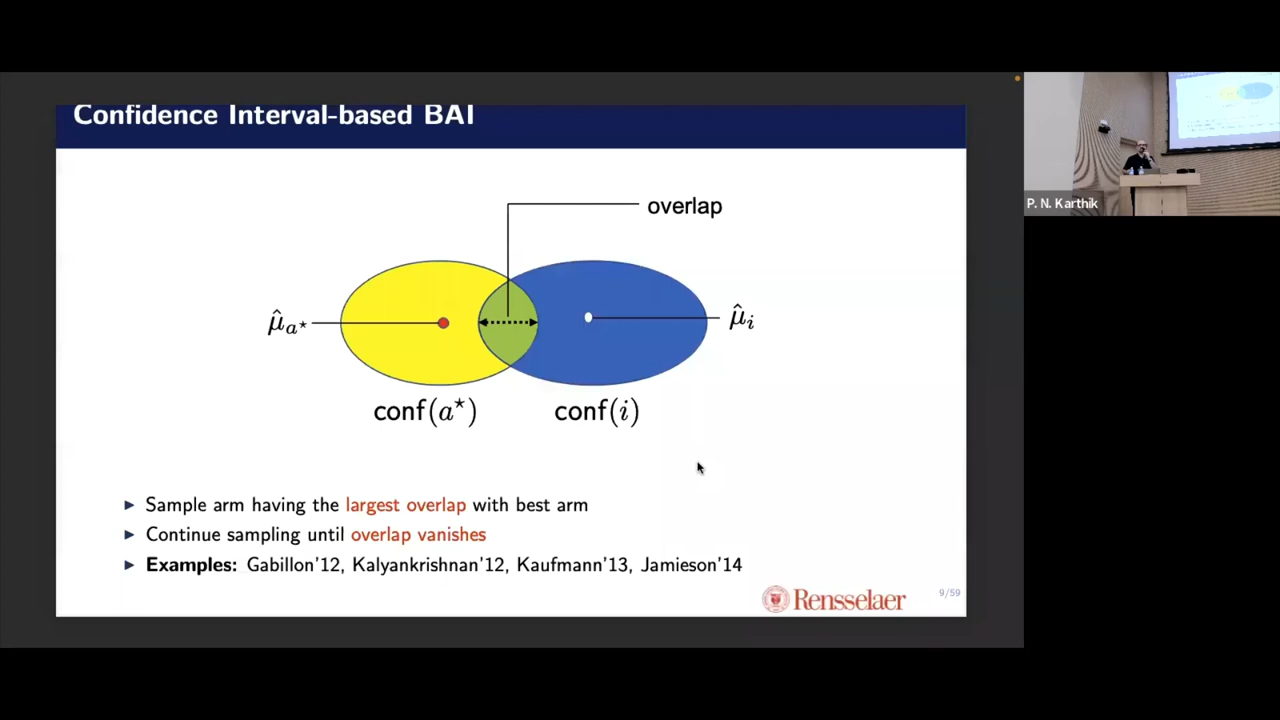 Confidence Interval-based BAI
overlap
μ̂ₐ⋆
μ̂ᵢ
conf(a⋆)
conf(i)
▶ Sample arm having the largest overlap with best arm
▶ Continue sampling until overlap vanishes
▶ Examples: Gabillon'12, Kalyankrishnan'12, Kaufmann'13, Jamieson'14
Rensselaer
9/59
P. N. Karthik